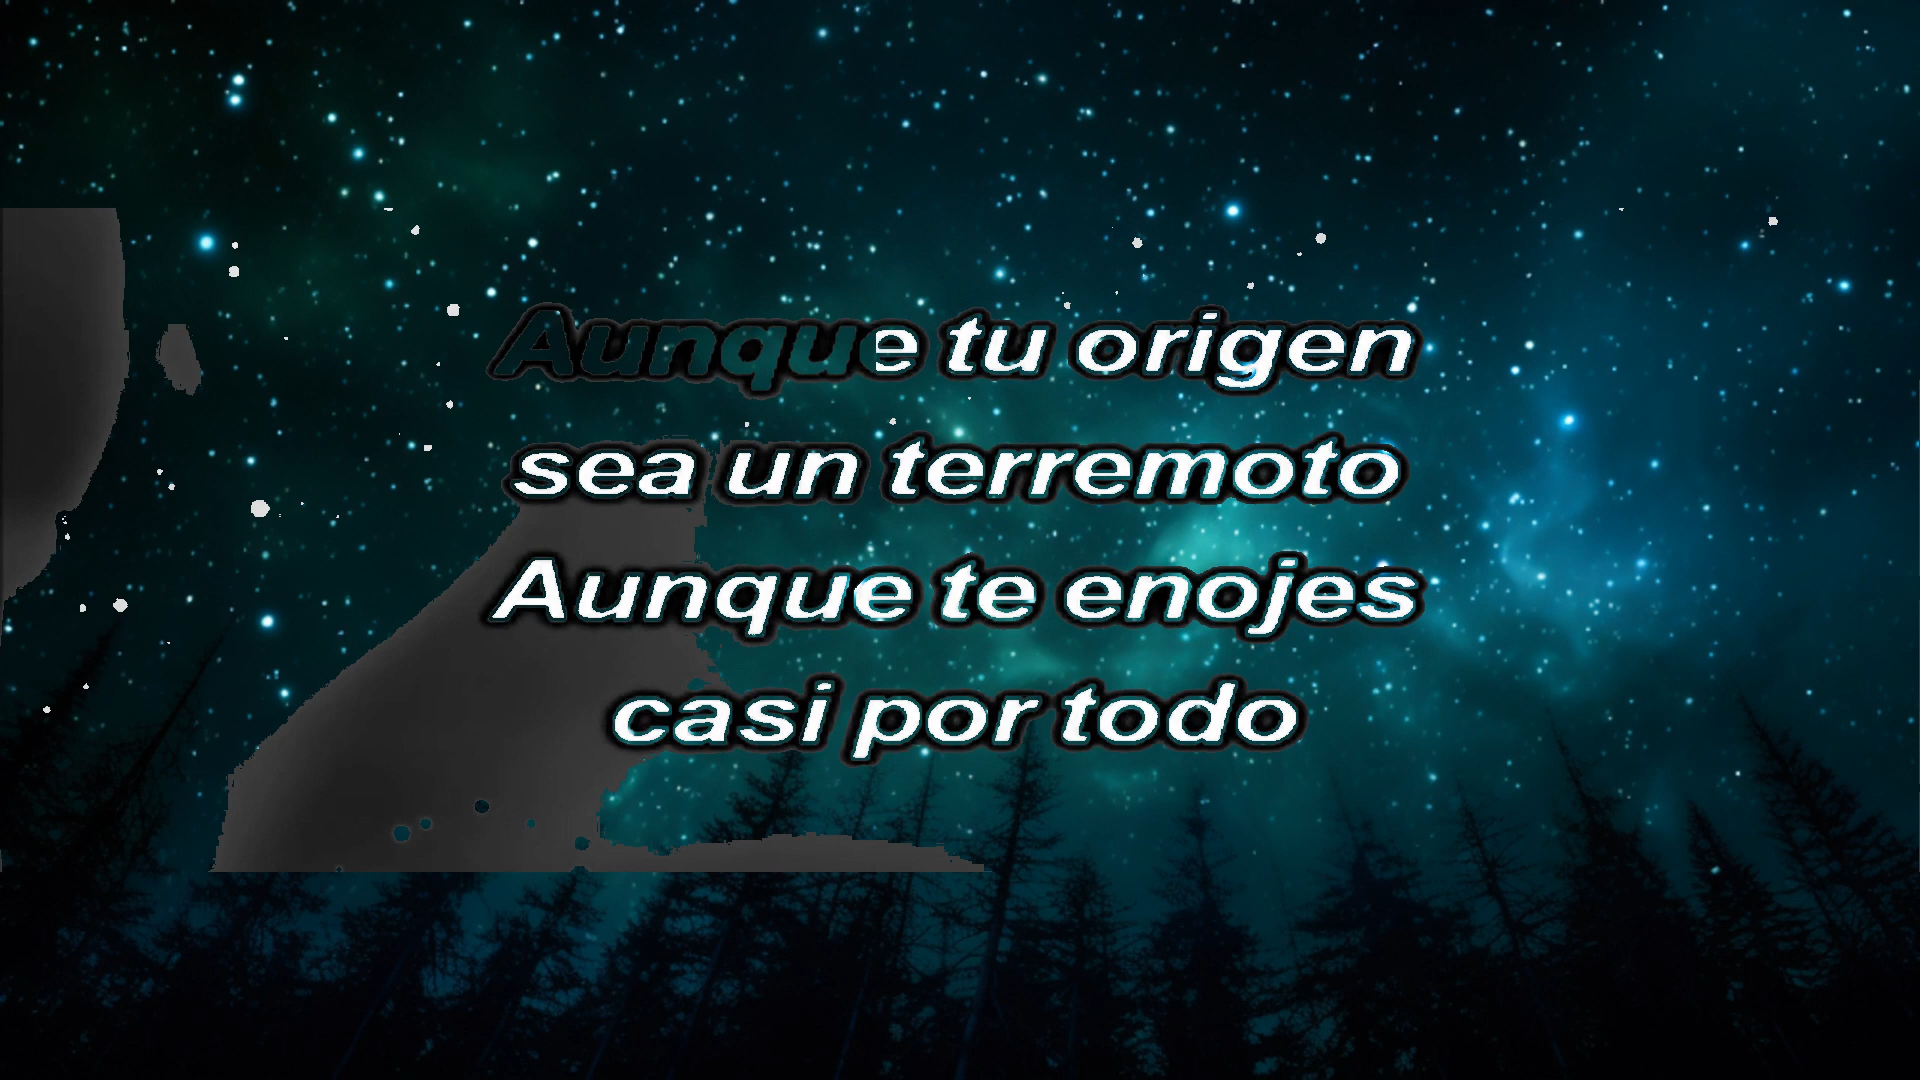 Aunque tu origen
sea un terremoto
Aunque te enojes
casi por todo